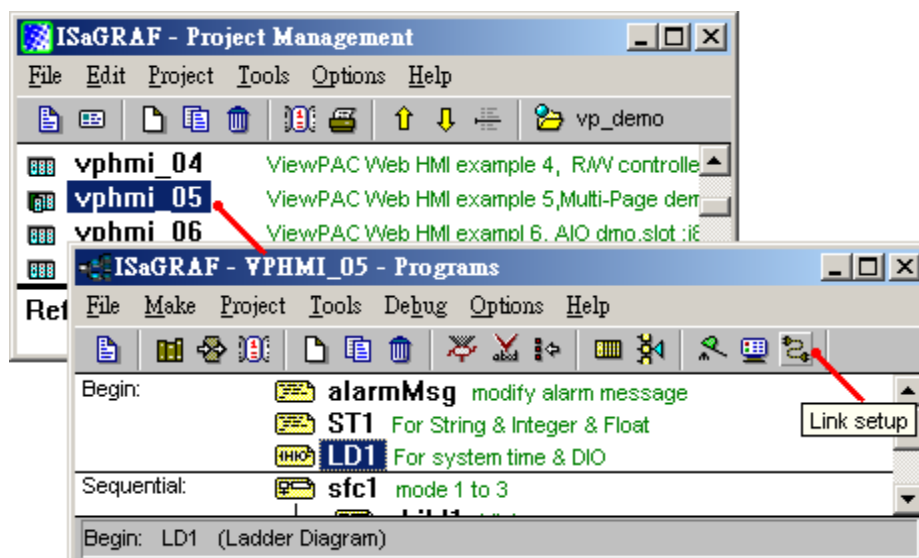 ISaGRAF - Project Management
File Edit Project Tools Options Help
vp_demo
vphmi_04 ViewPAC Web HMI example 4, R/W controlle
vphmi_05 ViewPAC Web HMI example 5,Multi-Page dem
vphmi_06 ViewPAC Web HMI exampl 6, AIO dmo,slot :i8
Ref
ISaGRAF - VPHMI_05 - Programs
File Make Project Tools Debug Options Help
Link setup
Begin: alarmMsg modify alarm message
ST1 For String & Integer & Float
LD1 For system time & DIO
Sequential: sfc1 mode 1 to 3
Begin: LD1 (Ladder Diagram)